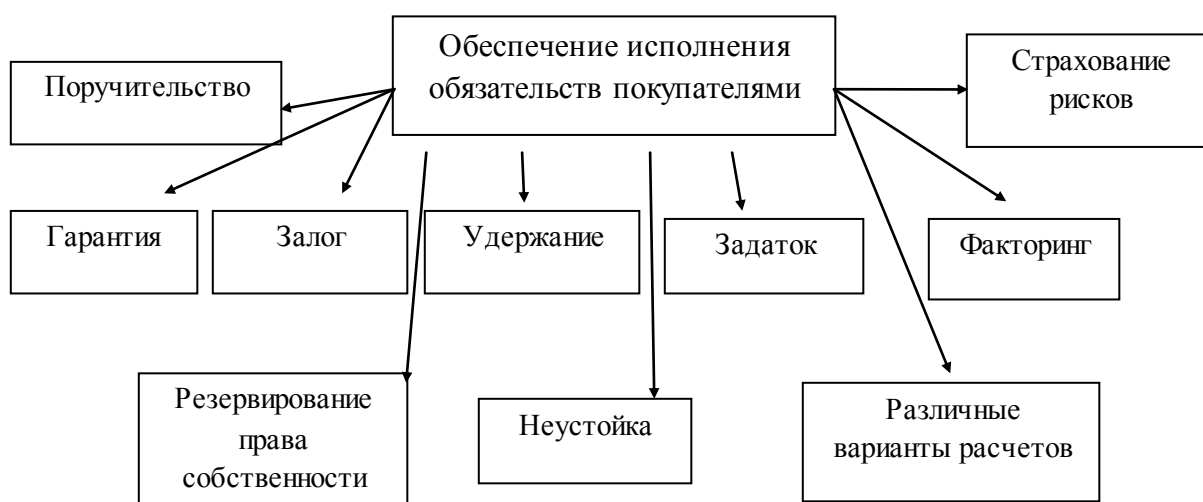 Обеспечение исполнения
обязательств покупателями
Поручительство
Страхование
рисков
Гарантия
Залог
Удержание
Задаток
Факторинг
Резервирование
права
собственности
Неустойка
Различные
варианты расчетов